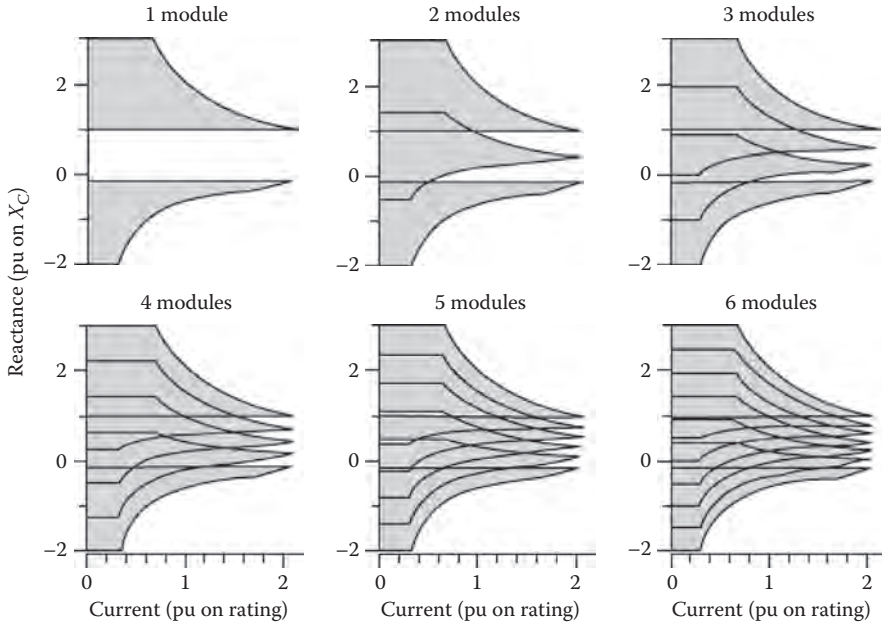 1 module
2 modules
3 modules
2
0
−2
2
0
−2
2
0
−2
Reactance (pu on X_C)
4 modules
5 modules
6 modules
2
0
−2
2
0
−2
2
0
−2
0 1 2
0 1 2
0 1 2
Current (pu on rating)
Current (pu on rating)
Current (pu on rating)